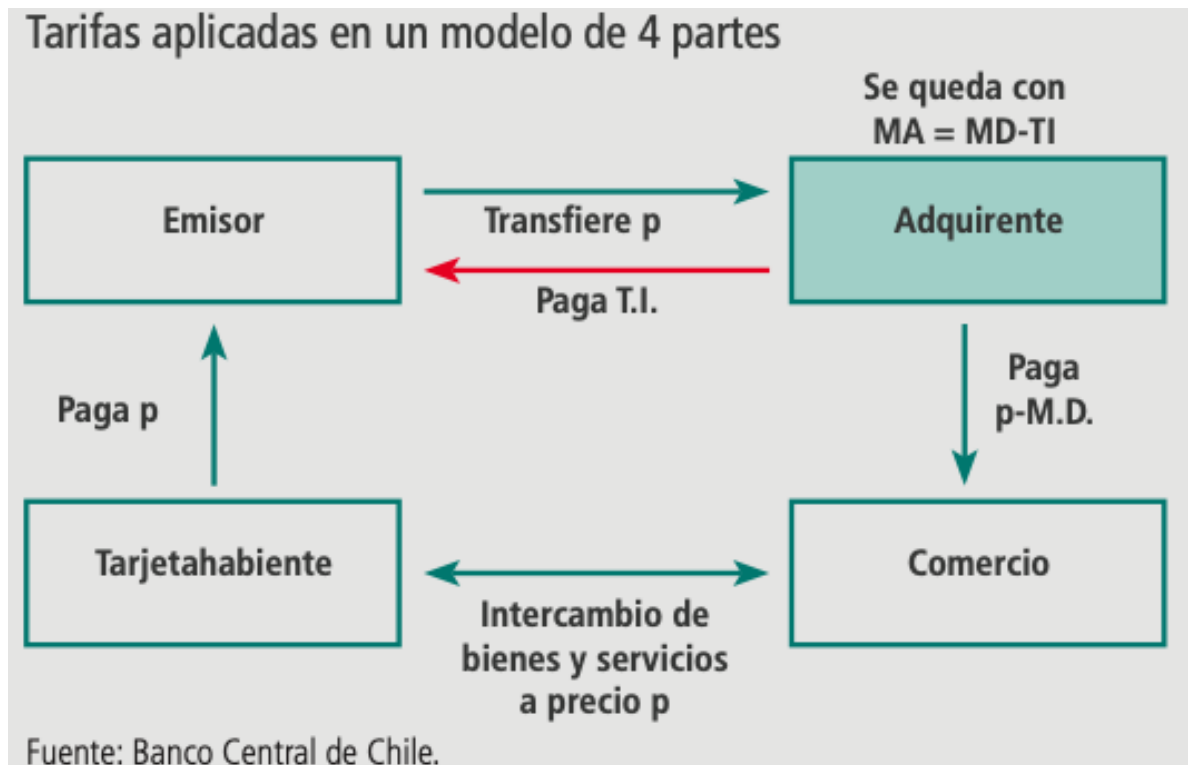 Tarifas aplicadas en un modelo de 4 partes
Se queda con
MA = MD-TI
Emisor
Transfiere p
Adquirente
Paga T.I.
Paga p
Paga
p-M.D.
Tarjetahabiente
Comercio
Intercambio de
bienes y servicios
a precio p
Fuente: Banco Central de Chile.